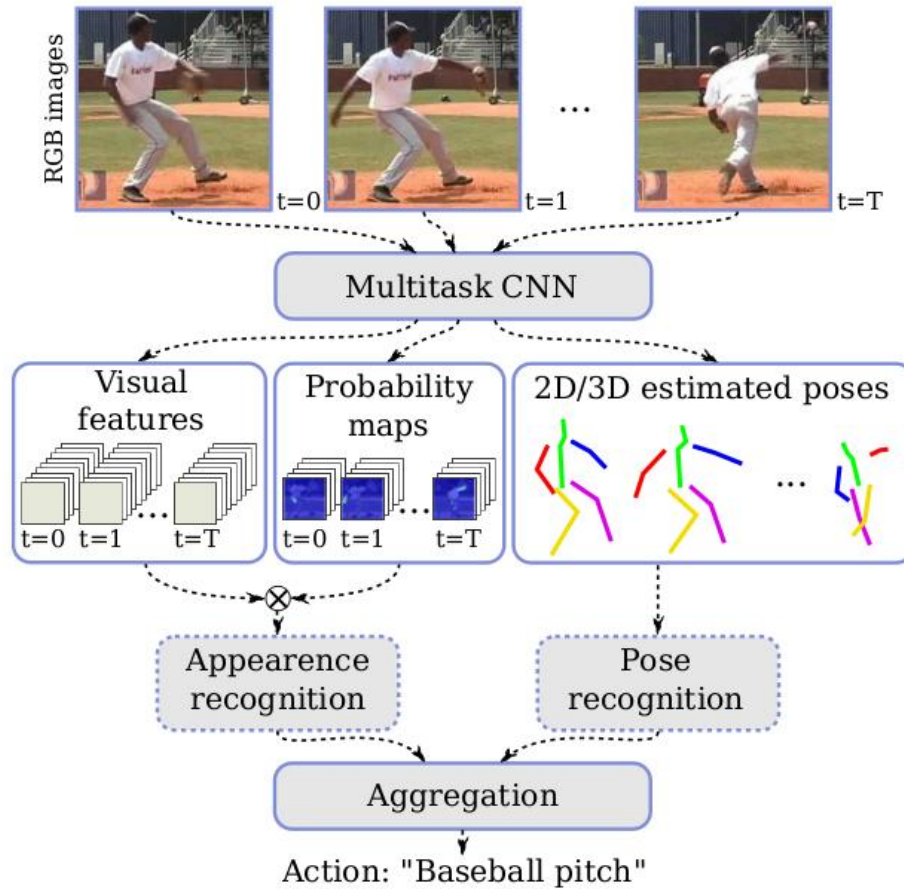 RGB images
t=0
t=1
...
t=T
Multitask CNN
Visual
features
t=0 t=1 ... t=T
Probability
maps
t=0 t=1 ... t=T
2D/3D estimated poses
...
Appearence
recognition
Pose
recognition
Aggregation
Action: "Baseball pitch"